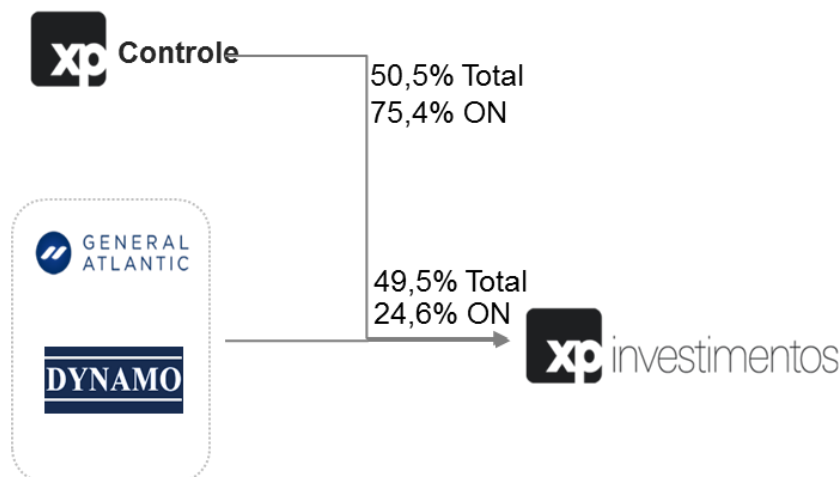 xp Controle
50,5% Total
75,4% ON
GENERAL
ATLANTIC
49,5% Total
24,6% ON
xp investimentos
DYNAMO